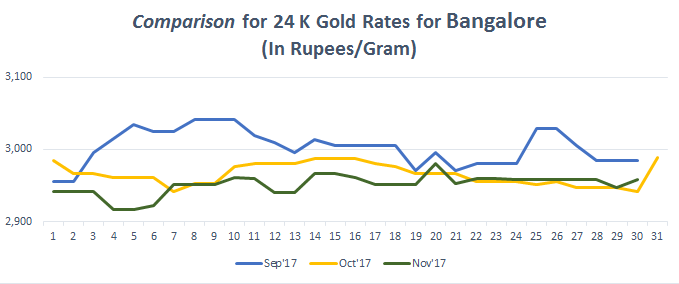 Comparison for 24 K Gold Rates for Bangalore
(In Rupees/Gram)
3,100
3,000
2,900
1 2 3 4 5 6 7 8 9 10 11 12 13 14 15 16 17 18 19 20 21 22 23 24 25 26 27 28 29 30 31
Sep'17 Oct'17 Nov'17